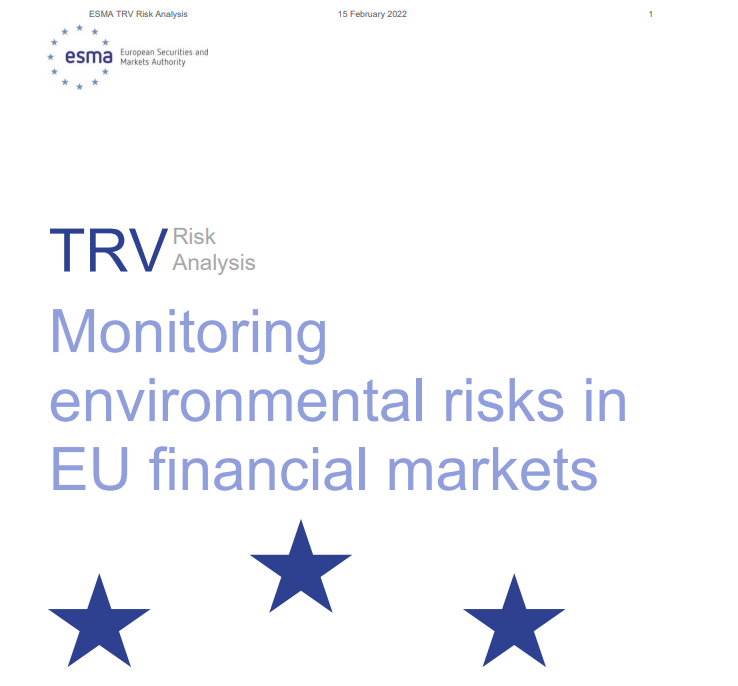 ESMA TRV Risk Analysis 15 February 2022 1
esma European Securities and
Markets Authority
TRV Risk
Analysis
Monitoring
environmental risks in
EU financial markets